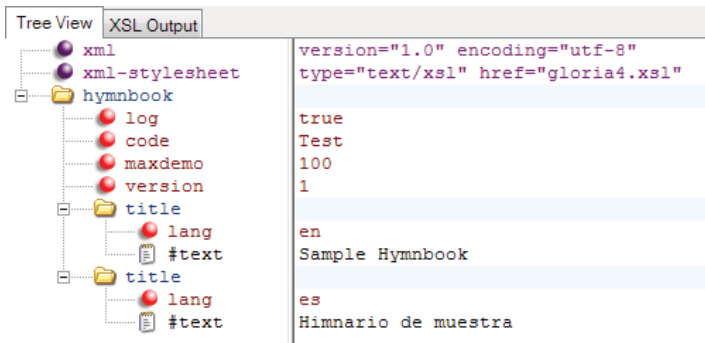 Tree View XSL Output
xml version="1.0" encoding="utf-8"
xml-stylesheet type="text/xsl" href="gloria4.xsl"
hymnbook
log true
code Test
maxdemo 100
version 1
title
lang en
#text Sample Hymnbook
title
lang es
#text Himnario de muestra